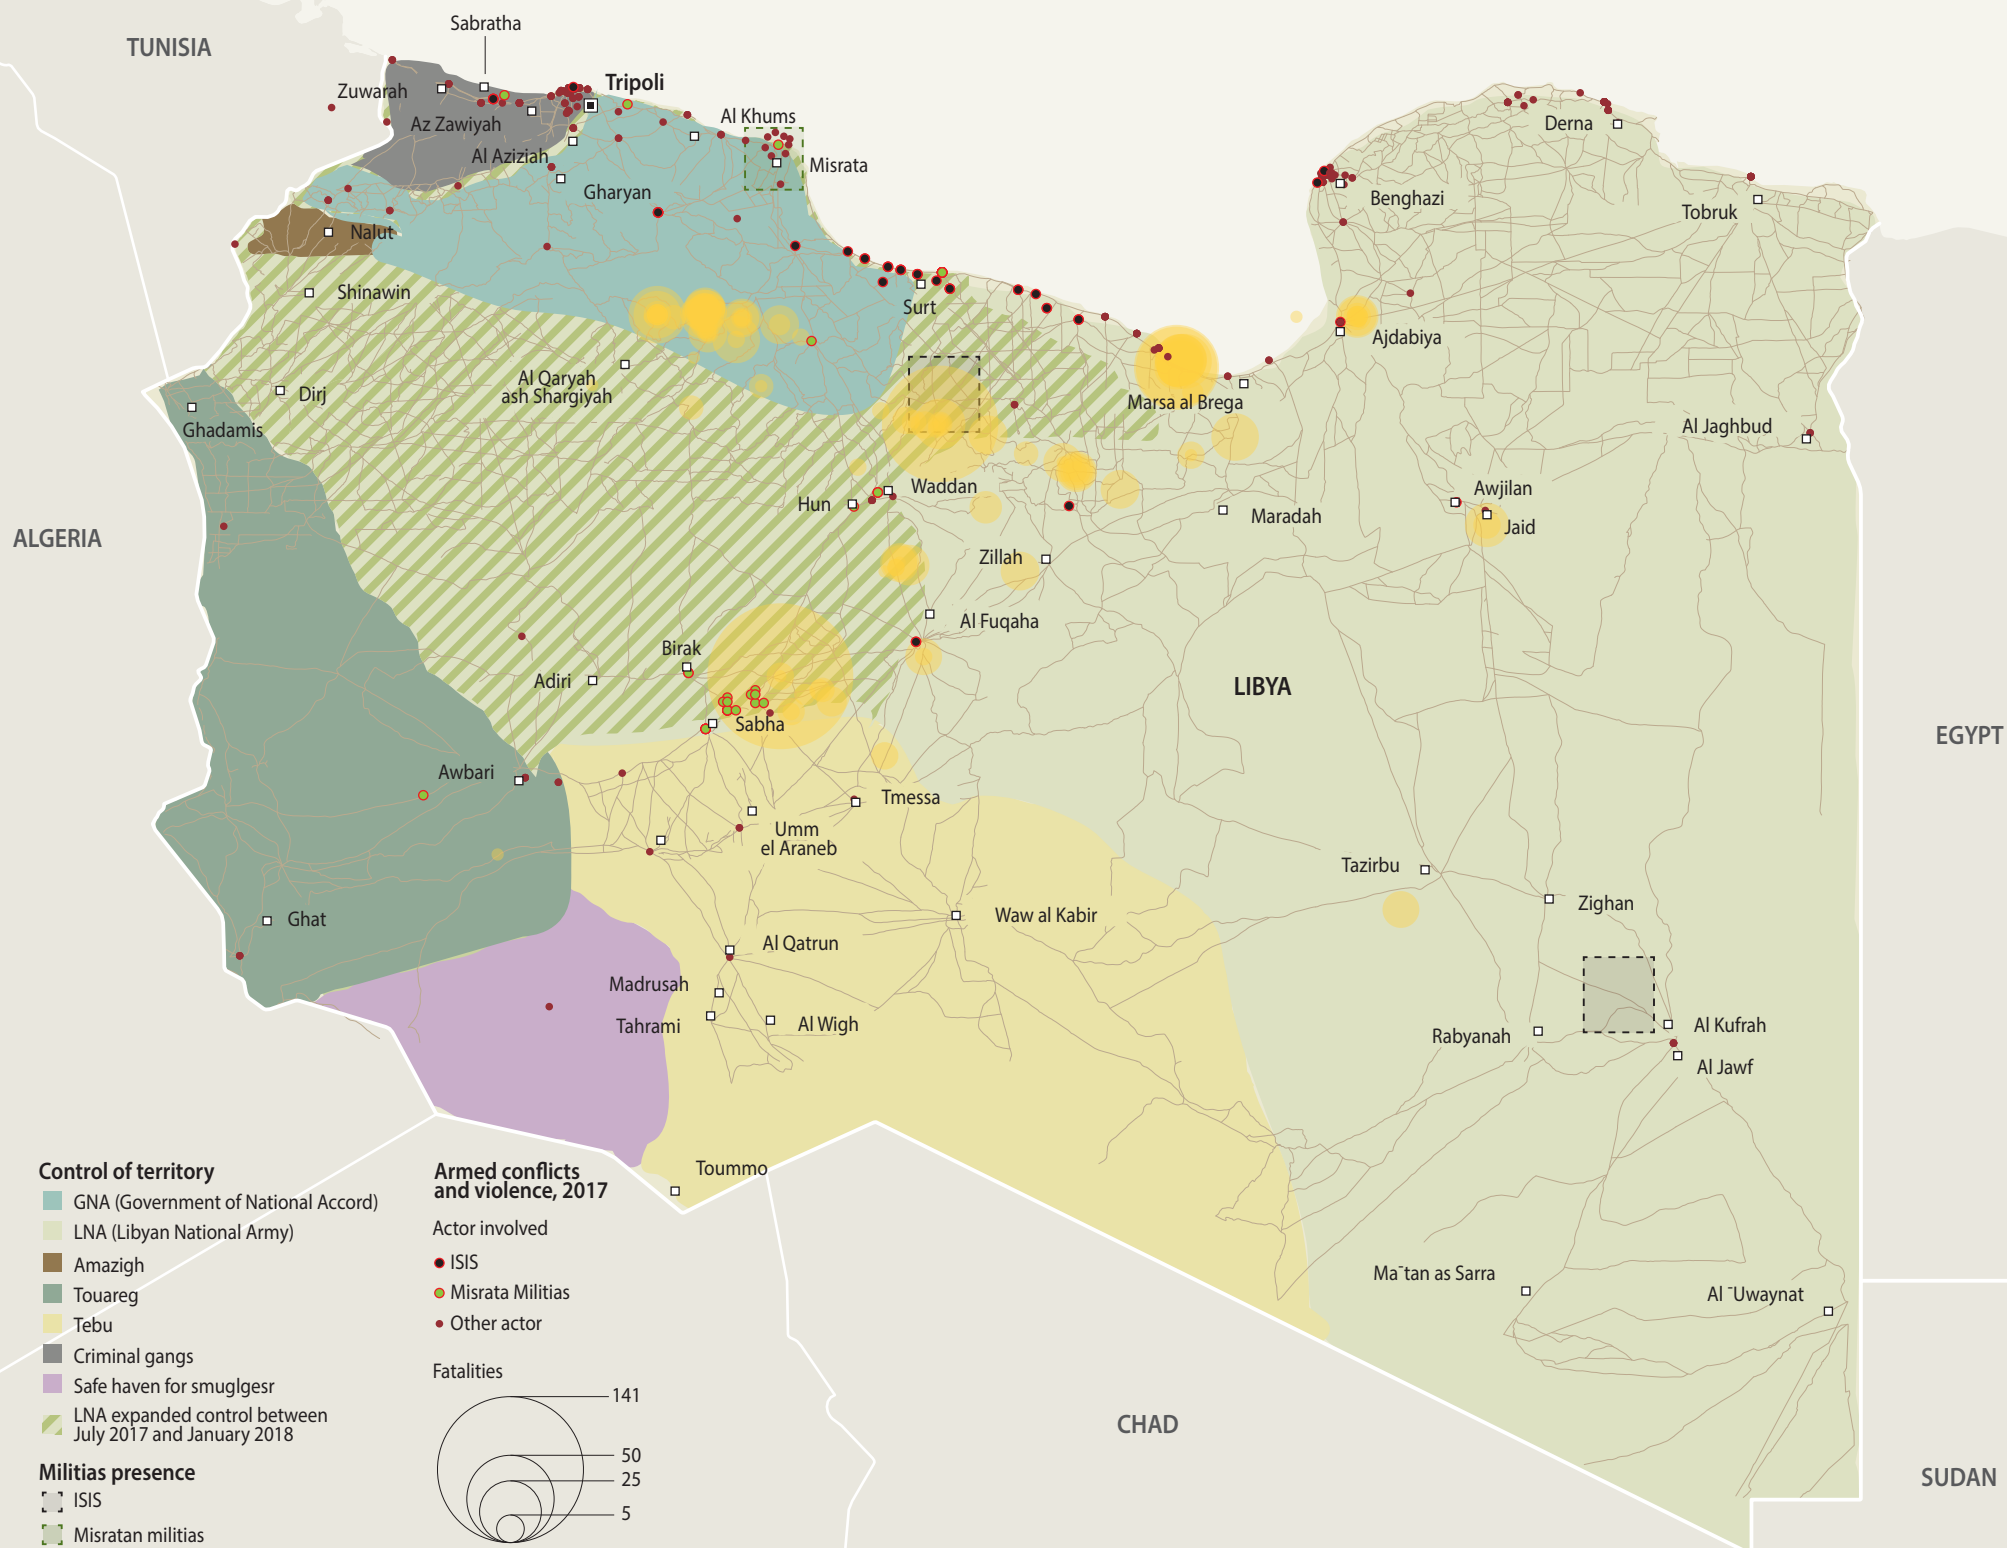 Sabratha
TUNISIA
Tripoli
Zuwarah
Al Khums
Az Zawiyah
Derna
Al Aziziah
Misrata
Gharyan
Benghazi
Tobruk
Nalut
Shinawin
Surt
Ajdabiya
Al Qaryah
ash Shargiyah
Dirj
Marsa al Brega
Ghadamis
Al Jaghbud
Waddan
Awjilan
Hun
Maradah
Jaid
ALGERIA
Zillah
Al Fuqaha
Birak
Adiri
LIBYA
Sabha
EGYPT
Awbari
Tmessa
Umm
el Araneb
Tazirbu
Zighan
Ghat
Waw al Kabir
Al Qatrun
Madrusah
Tahrami
Al Wigh
Rabyanah
Al Kufrah
Al Jawf
Toummo
Ma¯tan as Sarra
Al ¯Uwaynat
CHAD
SUDAN
Control of territory
GNA (Government of National Accord)
LNA (Libyan National Army)
Amazigh
Touareg
Tebu
Criminal gangs
Safe haven for smuglgesr
LNA expanded control between
July 2017 and January 2018
Militias presence
ISIS
Misratan militias
Armed conflicts
and violence, 2017
Actor involved
ISIS
Misrata Militias
Other actor
Fatalities
141
50
25
5